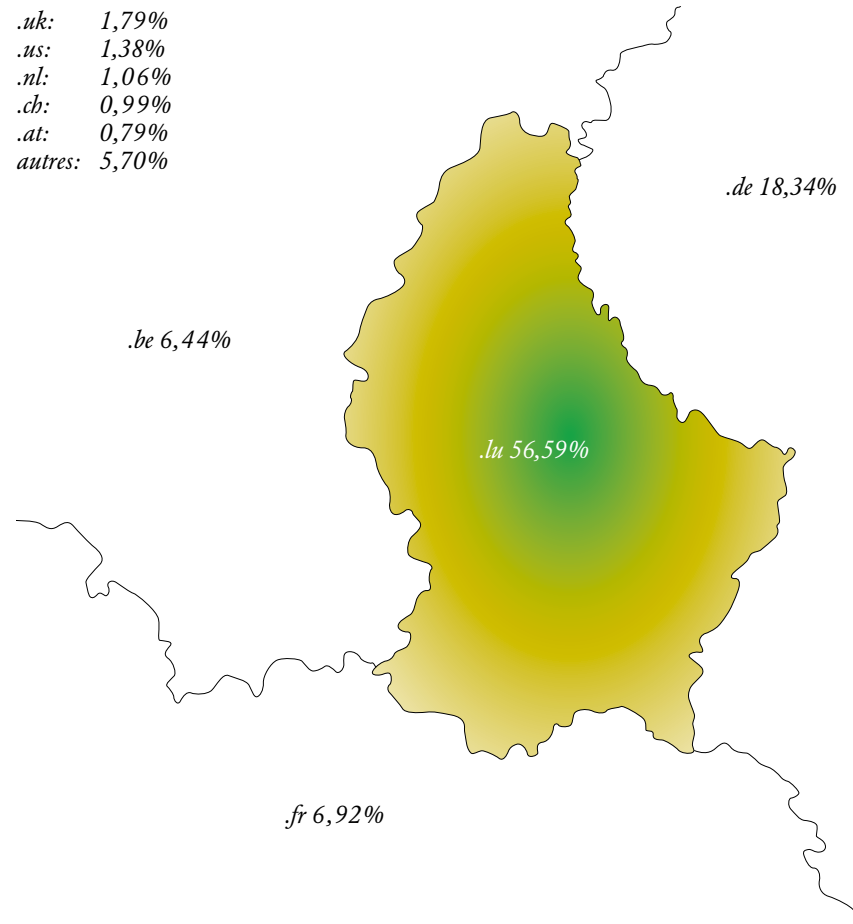 .uk: 1,79%
.us: 1,38%
.nl: 1,06%
.ch: 0,99%
.at: 0,79%
autres: 5,70%
.de 18,34%
.be 6,44%
.lu 56,59%
.fr 6,92%